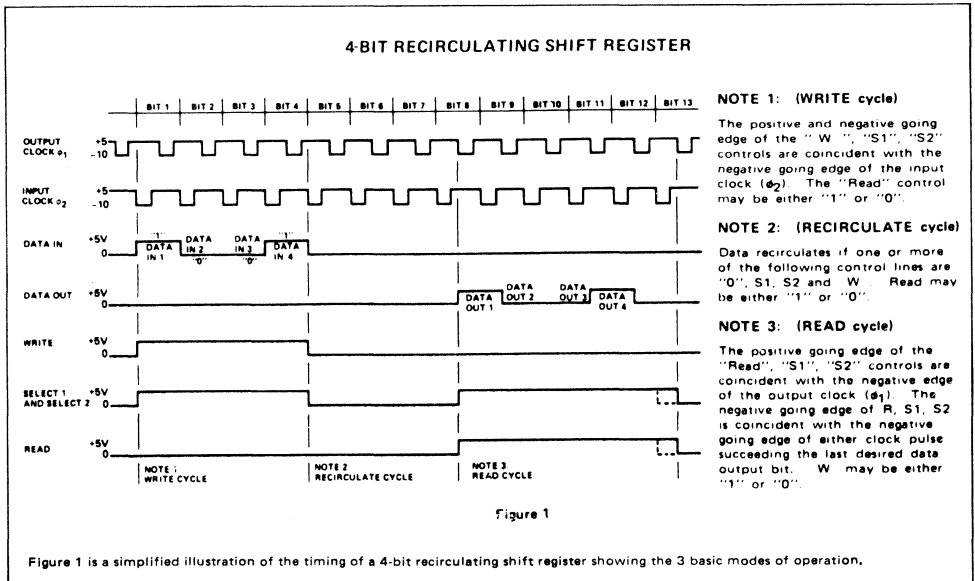 4-BIT RECIRCULATING SHIFT REGISTER
BIT 1 BIT 2 BIT 3 BIT 4 BIT 5 BIT 6 BIT 7 BIT 8 BIT 9 BIT 10 BIT 11 BIT 12 BIT 13
OUTPUT
CLOCK ϕ1
+5
-10
INPUT
CLOCK ϕ2
+5
-10
DATA IN
+5V
0
"1"
DATA
IN 1
DATA
IN 2
"0"
DATA
IN 3
"0"
"1"
DATA
IN 4
DATA OUT
+5V
0
DATA
OUT 1
DATA
OUT 2
DATA
OUT 3
DATA
OUT 4
WRITE
+5V
0
SELECT 1
AND SELECT 2
+5V
0
READ
+5V
0
NOTE 1
WRITE CYCLE
NOTE 2
RECIRCULATE CYCLE
NOTE 3
READ CYCLE
NOTE 1: (WRITE cycle)
The positive and negative going
edge of the "W", "S1", "S2"
controls are coincident with the
negative going edge of the input
clock (ϕ2). The "Read" control
may be either "1" or "0".
NOTE 2: (RECIRCULATE cycle)
Data recirculates if one or more
of the following control lines are
"0", S1, S2 and W . Read may
be either "1" or "0".
NOTE 3: (READ cycle)
The positive going edge of the
"Read", "S1", "S2" controls are
coincident with the negative edge
of the output clock (ϕ1). The
negative going edge of R, S1, S2
is coincident with the negative
going edge of either clock pulse
succeeding the last desired data
output bit. W may be either
"1" or "0".
Figure 1
Figure 1 is a simplified illustration of the timing of a 4-bit recirculating shift register showing the 3 basic modes of operation.